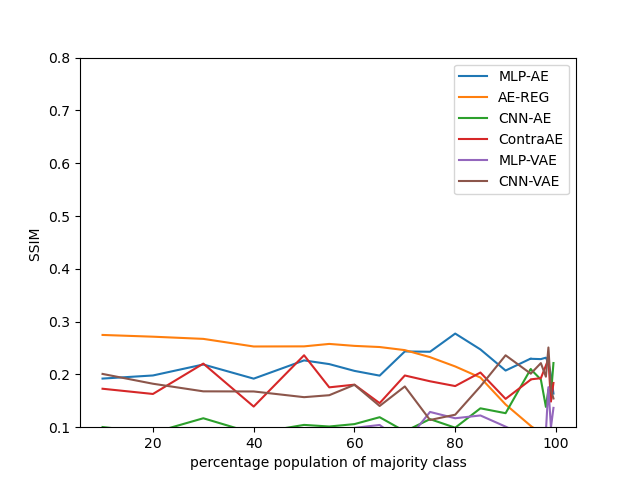 0.8
0.7
0.6
0.5
0.4
0.3
0.2
0.1
SSIM
MLP-AE
AE-REG
CNN-AE
ContraAE
MLP-VAE
CNN-VAE
20 40 60 80 100
percentage population of majority class